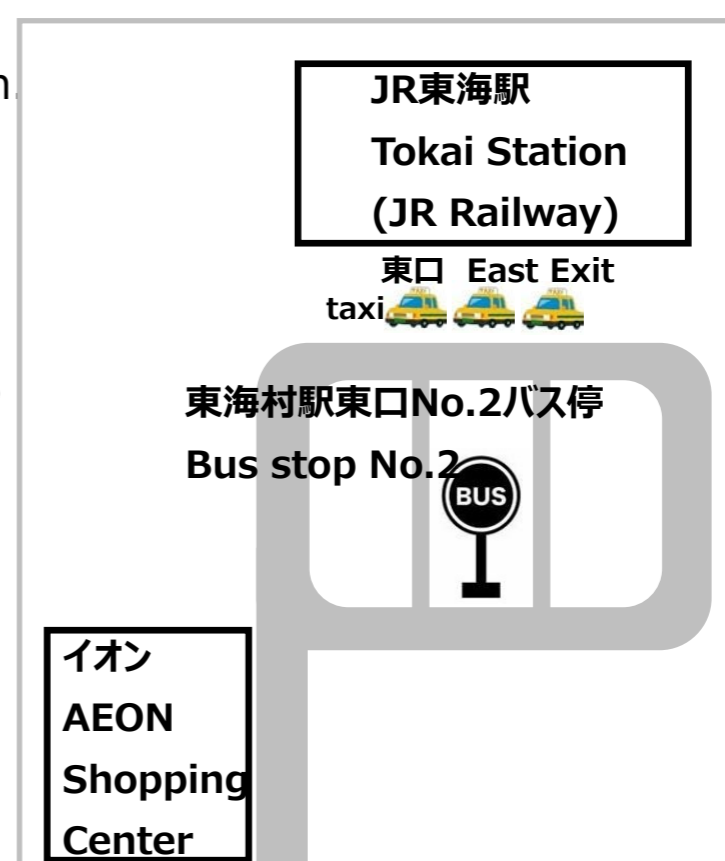 JR東海駅
Tokai Station
(JR Railway)
東口 East Exit
taxi
東海村駅東口No.2バス停
Bus stop No.2
BUS
イオン
AEON
Shopping
Center